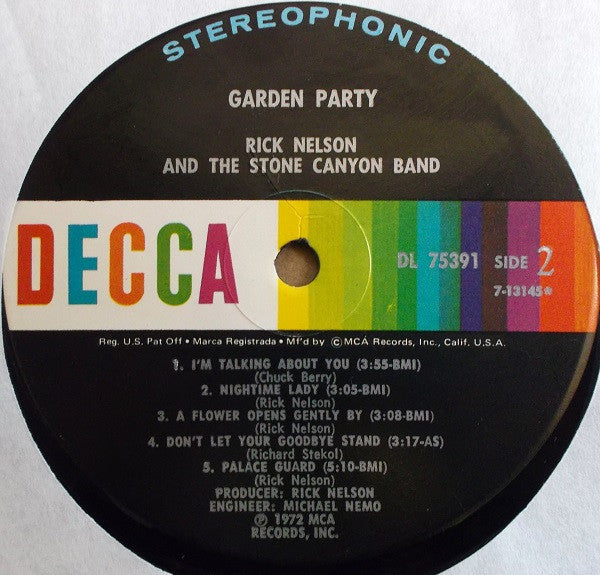 STEREOPHONIC
GARDEN PARTY
RICK NELSON
AND THE STONE CANYON BAND
DECCA
DL 75391 SIDE 2
7-13145★
Reg. U.S. Pat Off • Marca Registrada • Mf'd by ⓒMCA Records, Inc., Calif. U.S.A.
1. I'M TALKING ABOUT YOU (3:55-BMI)
(Chuck Berry)
2. NIGHTIME LADY (3:05-BMI)
(Rick Nelson)
3. A FLOWER OPENS GENTLY BY (3:08-BMI)
(Rick Nelson)
4. DON'T LET YOUR GOODBYE STAND (3:17-AS)
(Richard Stekol)
5. PALACE GUARD (5:10-BMI)
(Rick Nelson)
PRODUCER: RICK NELSON
ENGINEER: MICHAEL NEMO
℗ 1972 MCA
RECORDS, INC.